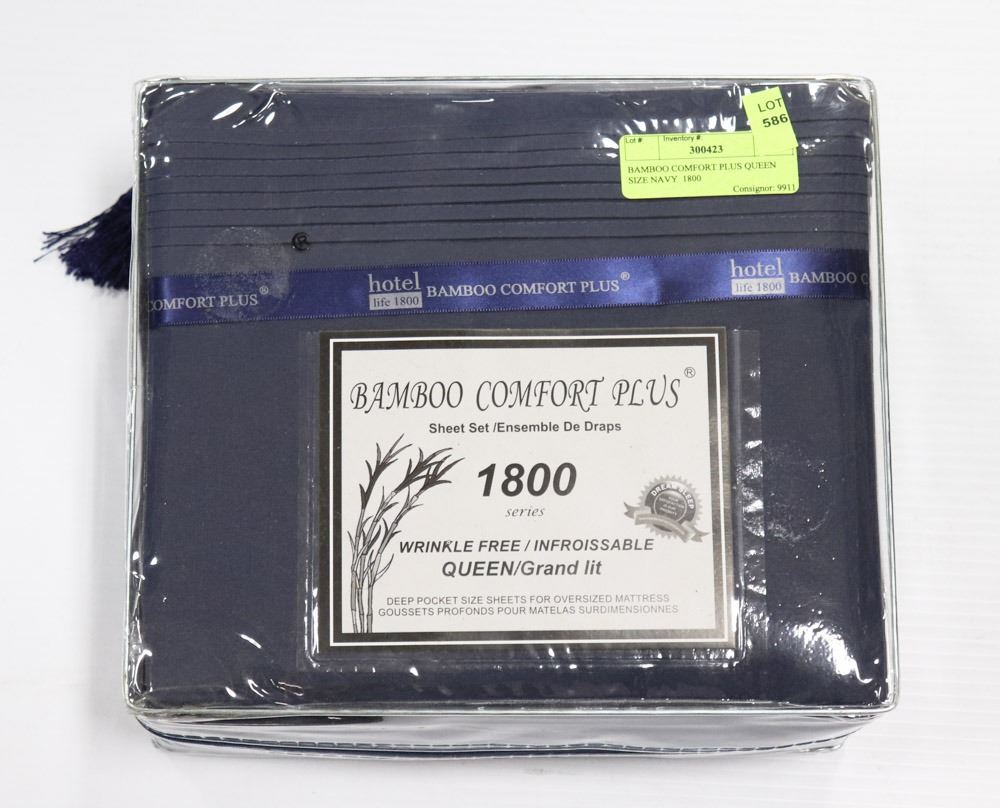 LOT
586
Lot # Inventory #
300423
BAMBOO COMFORT PLUS QUEEN
SIZE NAVY 1800
Consignor: 9911
COMFORT PLUS®
hotel
life 1800
BAMBOO COMFORT PLUS®
hotel
life 1800
BAMBOO C
BAMBOO COMFORT PLUS®
Sheet Set /Ensemble De Draps
1800
series
DREAM SLEEP
WRINKLE FREE / INFROISSABLE
QUEEN/Grand lit
DEEP POCKET SIZE SHEETS FOR OVERSIZED MATTRESS
GOUSSETS PROFONDS POUR MATELAS SURDIMENSIONNES